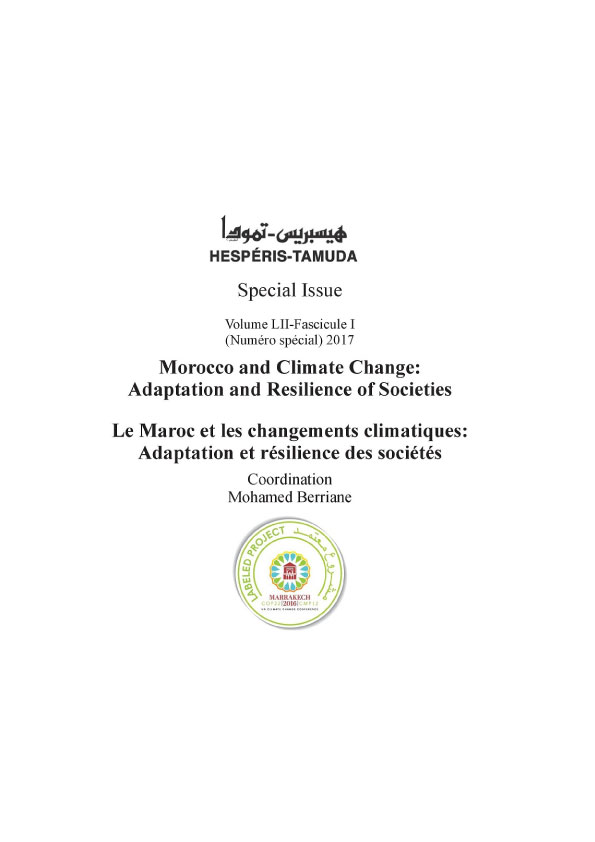 هيسبريس-تمودا
HESPÉRIS-TAMUDA
Special Issue
Volume LII-Fascicule I
(Numéro spécial) 2017
Morocco and Climate Change:
Adaptation and Resilience of Societies
Le Maroc et les changements climatiques:
Adaptation et résilience des sociétés
Coordination
Mohamed Berriane
LABELED PROJECT مشروع معتمد
MARRAKECH
COP22|2016|CMP12
UN CLIMATE CHANGE CONFERENCE